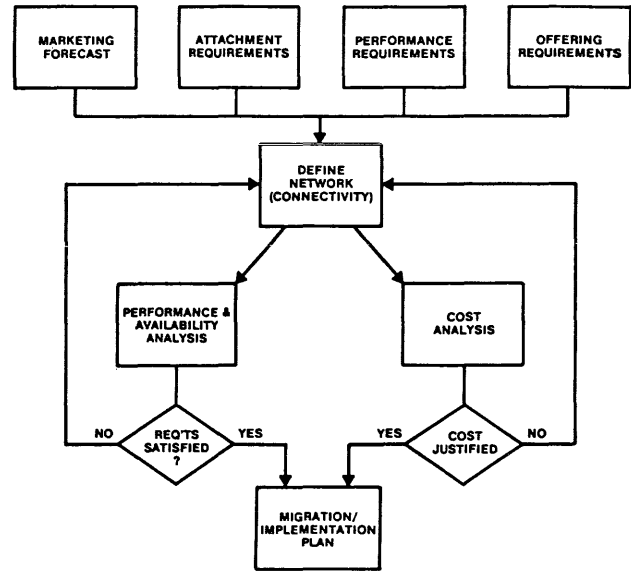 MARKETING
FORECAST
ATTACHMENT
REQUIREMENTS
PERFORMANCE
REQUIREMENTS
OFFERING
REQUIREMENTS
DEFINE
NETWORK
(CONNECTIVITY)
PERFORMANCE &
AVAILABILITY
ANALYSIS
COST
ANALYSIS
NO
REQ'TS
SATISFIED
?
YES
YES
COST
JUSTIFIED
NO
MIGRATION/
IMPLEMENTATION
PLAN